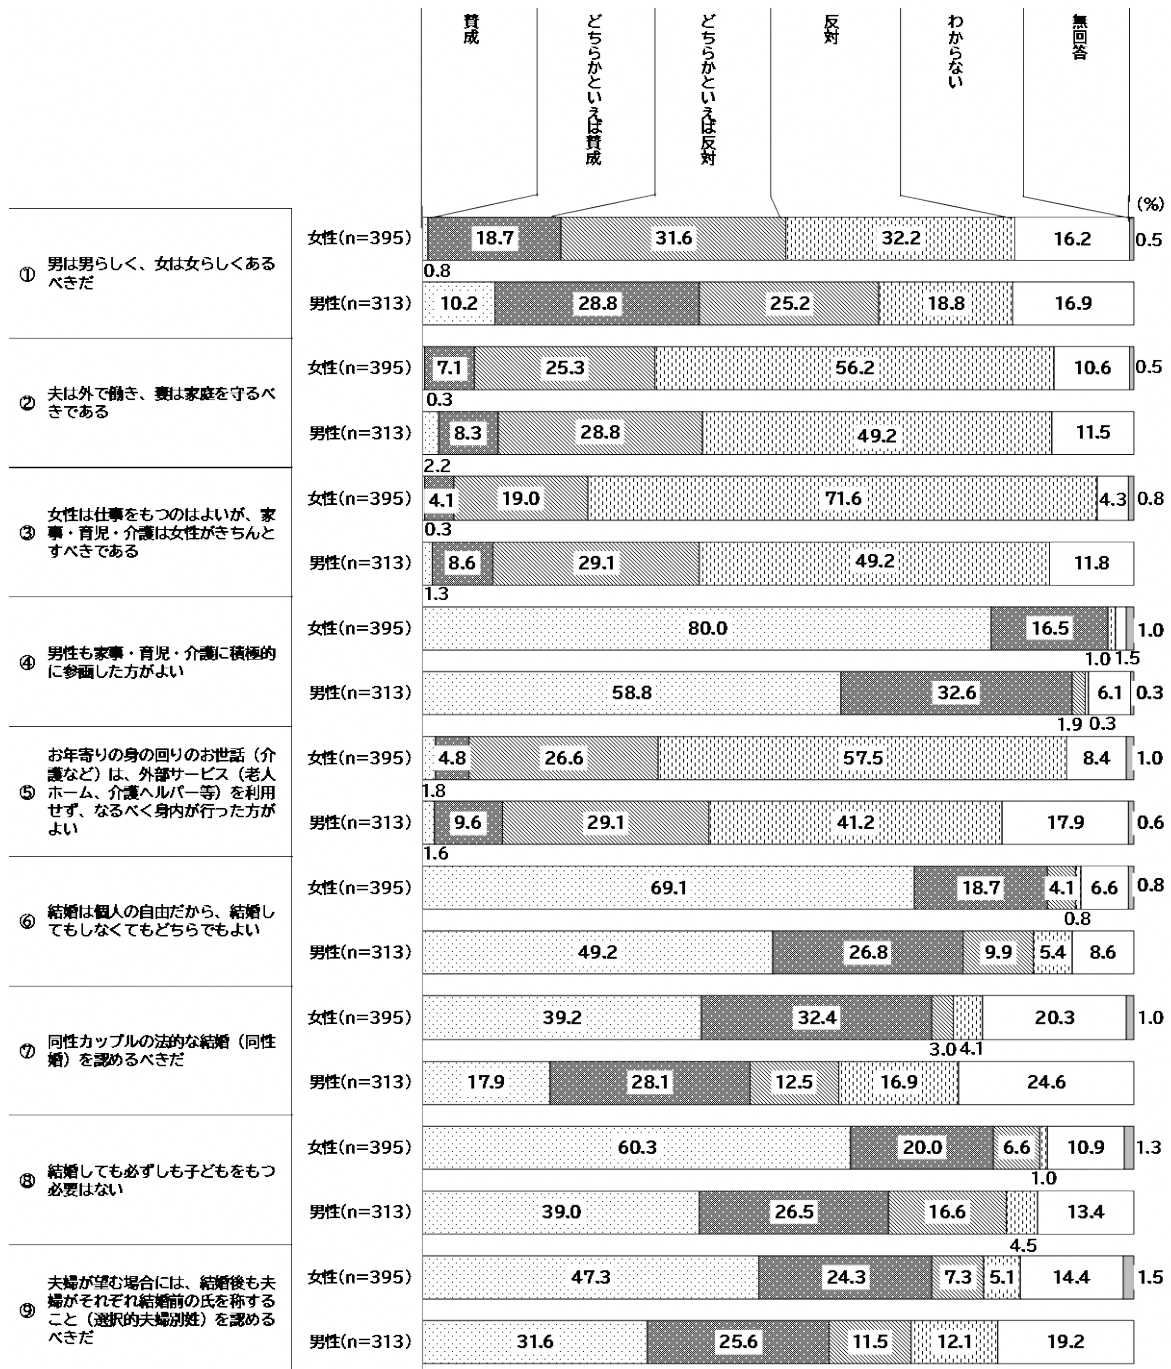 賛成
どちらかといえば賛成
どちらかといえば反対
反対
わからない
無回答
(%)
① 男は男らしく、女は女らしくある
べきだ
女性(n=395) 18.7 31.6 32.2 16.2 0.5
0.8
男性(n=313) 10.2 28.8 25.2 18.8 16.9
② 夫は外で働き、妻は家庭を守るべ
きである
女性(n=395) 7.1 25.3 56.2 10.6 0.5
0.3
男性(n=313) 8.3 28.8 49.2 11.5
2.2
③ 女性は仕事をもつのはよいが、家
事・育児・介護は女性がきちんと
すべきである
女性(n=395) 4.1 19.0 71.6 4.3 0.8
0.3
男性(n=313) 8.6 29.1 49.2 11.8
1.3
④ 男性も家事・育児・介護に積極的
に参画した方がよい
女性(n=395) 80.0 16.5 1.0
1.0 1.5
男性(n=313) 58.8 32.6 6.1 0.3
1.9 0.3
⑤ お年寄りの身の回りのお世話（介
護など）は、外部サービス（老人
ホーム、介護ヘルパー等）を利用
せず、なるべく身内が行った方が
よい
女性(n=395) 4.8 26.6 57.5 8.4 1.0
1.8
男性(n=313) 9.6 29.1 41.2 17.9 0.6
1.6
⑥ 結婚は個人の自由だから、結婚し
てもしなくてもどちらでもよい
女性(n=395) 69.1 18.7 4.1 6.6 0.8
0.8
男性(n=313) 49.2 26.8 9.9 5.4 8.6
⑦ 同性カップルの法的な結婚（同性
婚）を認めるべきだ
女性(n=395) 39.2 32.4 20.3 1.0
3.0 4.1
男性(n=313) 17.9 28.1 12.5 16.9 24.6
⑧ 結婚しても必ずしも子どもをもつ
必要はない
女性(n=395) 60.3 20.0 6.6 10.9 1.3
1.0
男性(n=313) 39.0 26.5 16.6 13.4
4.5
⑨ 夫婦が望む場合には、結婚後も夫
婦がそれぞれ結婚前の氏を称する
こと（選択的夫婦別姓）を認める
べきだ
女性(n=395) 47.3 24.3 7.3 5.1 14.4 1.5
男性(n=313) 31.6 25.6 11.5 12.1 19.2